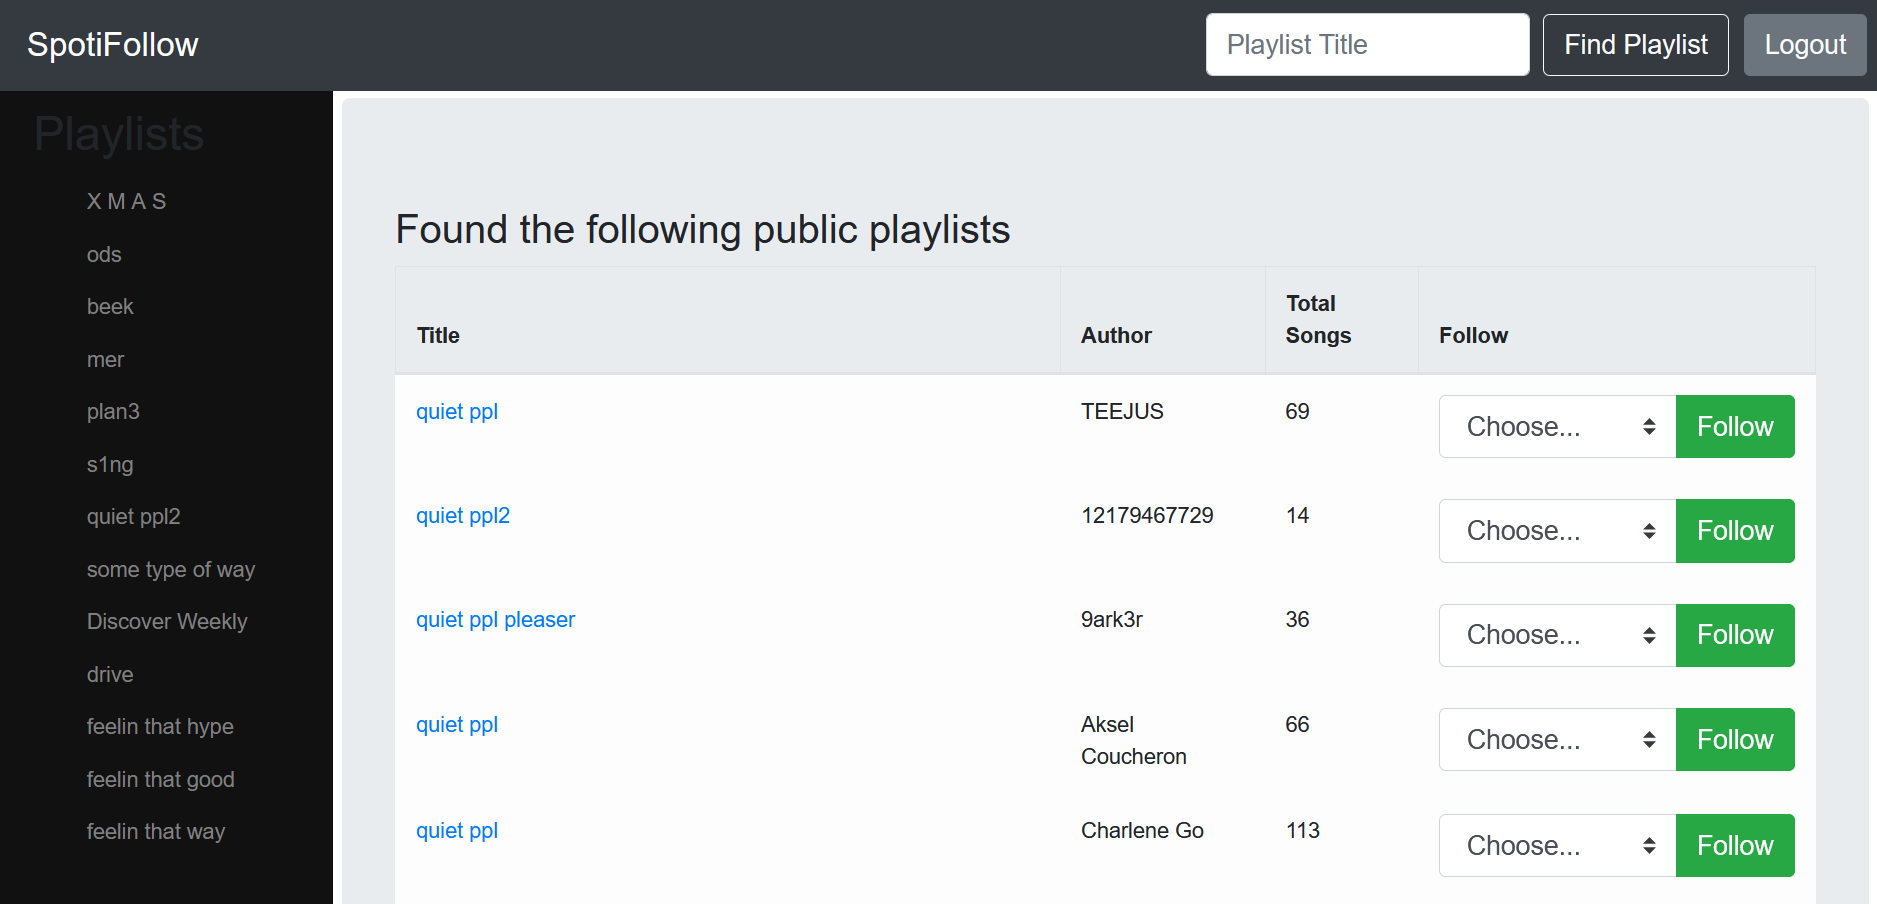 SpotiFollow
Playlist Title
Find Playlist
Logout
Playlists
X M A S
ods
beek
mer
plan3
s1ng
quiet ppl2
some type of way
Discover Weekly
drive
feelin that hype
feelin that good
feelin that way
Found the following public playlists
Title Author Total Songs Follow
quiet ppl TEEJUS 69 Choose... Follow
quiet ppl2 12179467729 14 Choose... Follow
quiet ppl pleaser 9ark3r 36 Choose... Follow
quiet ppl Aksel Coucheron 66 Choose... Follow
quiet ppl Charlene Go 113 Choose... Follow